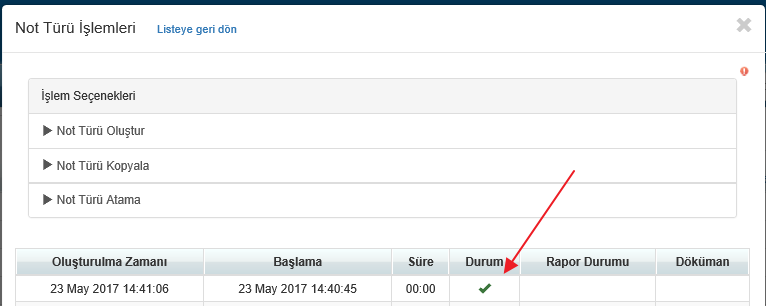 Not Türü İşlemleri Listeye geri dön
İşlem Seçenekleri
Not Türü Oluştur
Not Türü Kopyala
Not Türü Atama
Oluşturulma Zamanı Başlama Süre Durum Rapor Durumu Döküman
23 May 2017 14:41:06 23 May 2017 14:40:45 00:00